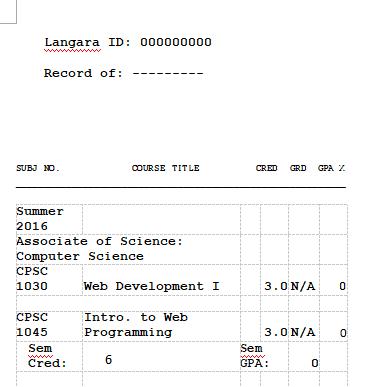 Langara ID: 000000000
Record of: ---------
SUBJ NO. COURSE TITLE CRED GRD GPA %
Summer
2016
Associate of Science:
Computer Science
CPSC
1030 Web Development I 3.0 N/A 0
CPSC Intro. to Web
1045 Programming 3.0 N/A 0
Sem Sem
Cred: 6 GPA: 0